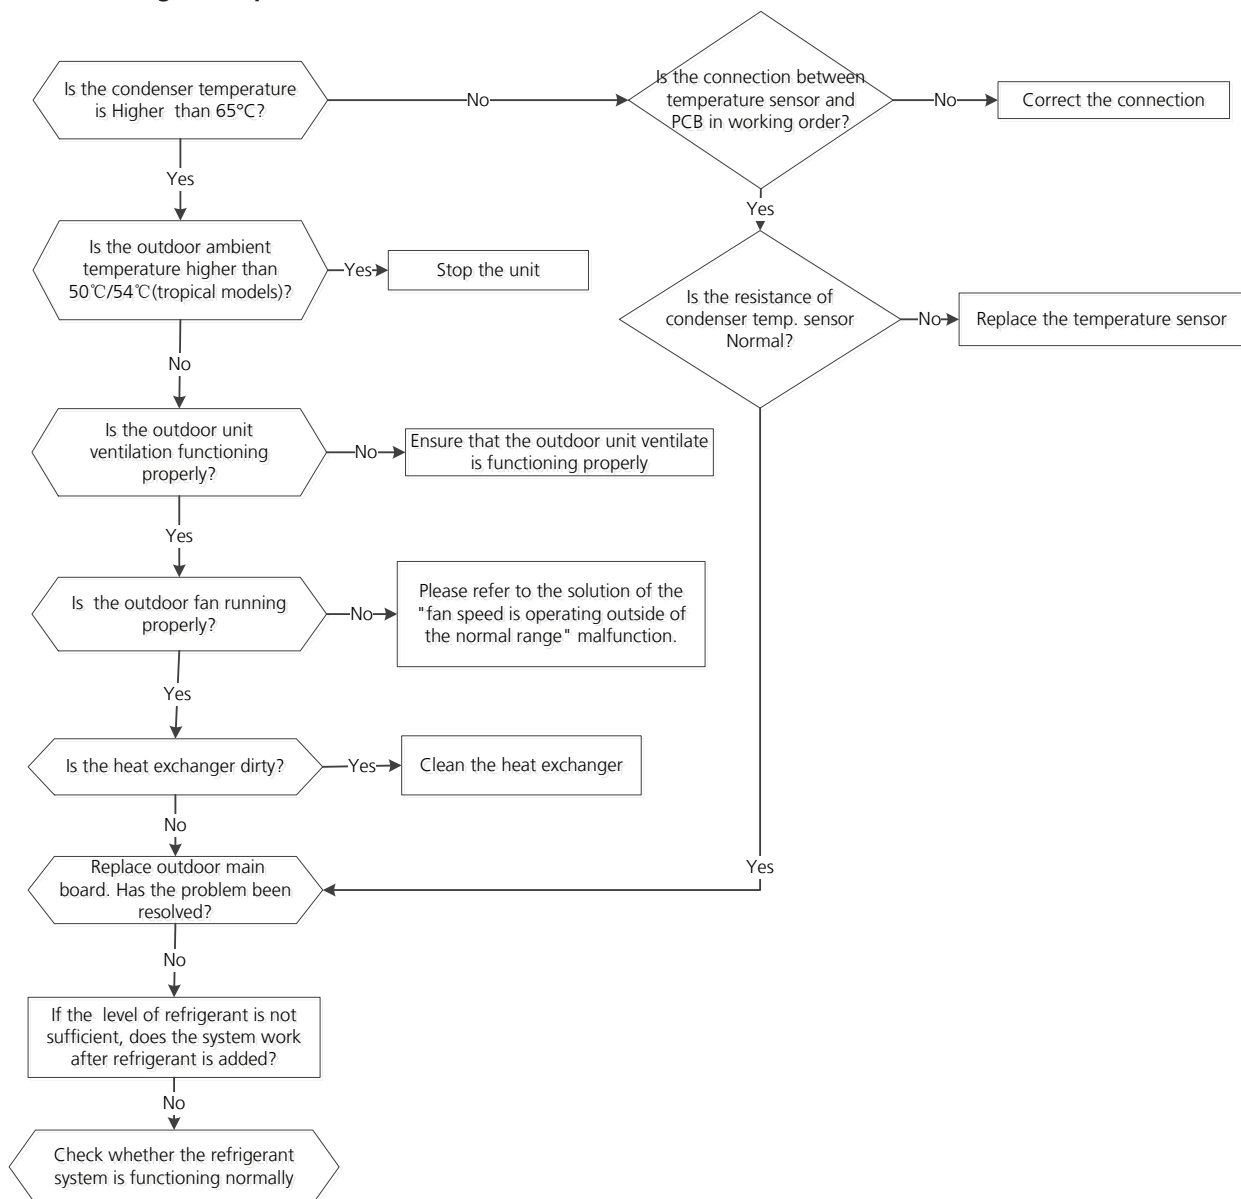 Is the condenser temperature
is Higher than 65°C?
No
Is the connection between
temperature sensor and
PCB in working order?
No
Correct the connection
Yes
Yes
Is the outdoor ambient
temperature higher than
50℃/54℃(tropical models)?
Yes
Stop the unit
Is the resistance of
condenser temp. sensor
Normal?
No
Replace the temperature sensor
No
Is the outdoor unit
ventilation functioning
properly?
No
Ensure that the outdoor unit ventilate
is functioning properly
Yes
Is the outdoor fan running
properly?
No
Please refer to the solution of the
"fan speed is operating outside of
the normal range" malfunction.
Yes
Is the heat exchanger dirty?
Yes
Clean the heat exchanger
No
Yes
Replace outdoor main
board. Has the problem been
resolved?
No
If the level of refrigerant is not
sufficient, does the system work
after refrigerant is added?
No
Check whether the refrigerant
system is functioning normally